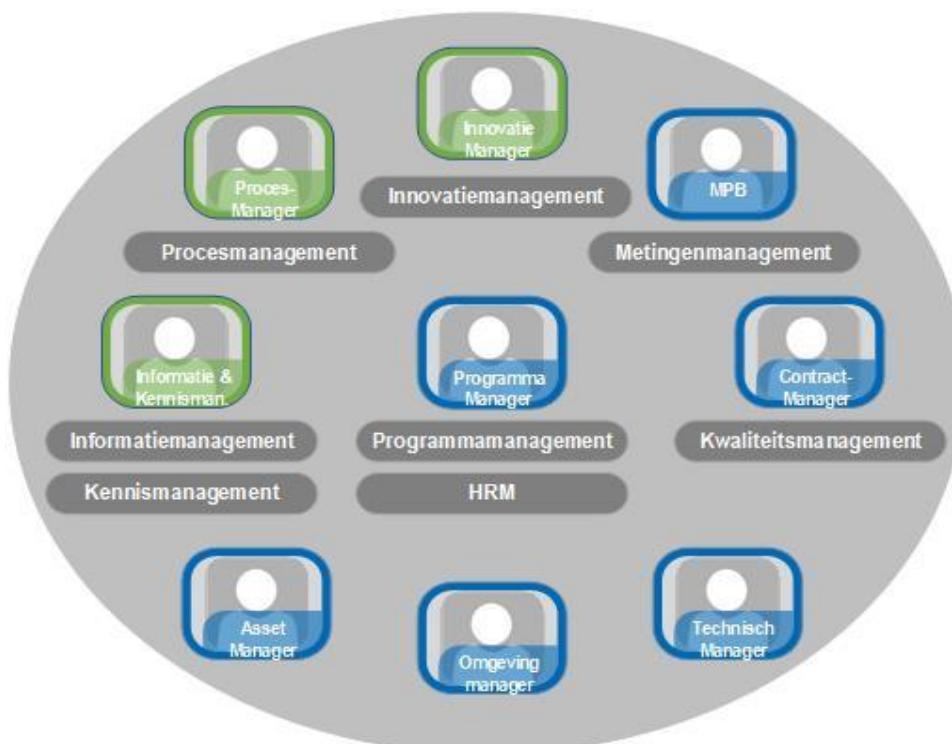 Innovatie
Manager
Innovatiemanagement
Proces-
Manager
Procesmanagement
MPB
Metingenmanagement
Informatie &
Kennisman.
Informatiemanagement
Kennismanagement
Programma
Manager
Programmamanagement
HRM
Contract-
Manager
Kwaliteitsmanagement
Asset
Manager
Omgeving
manager
Technisch
Manager